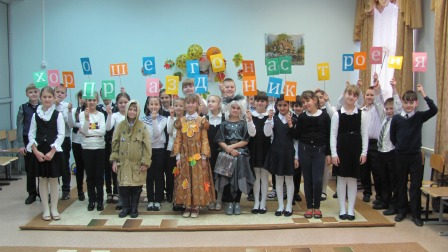 хорошего настроения
праздник